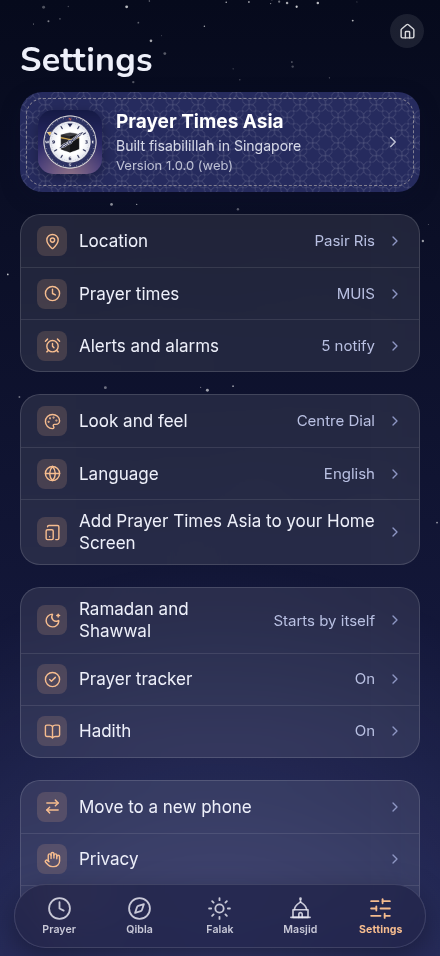 Settings
Prayer Times Asia
Built fisabilillah in Singapore
Version 1.0.0 (web)
Location
Pasir Ris
Prayer times
MUIS
Alerts and alarms
5 notify
Look and feel
Centre Dial
Language
English
Add Prayer Times Asia to your Home
Screen
Ramadan and
Shawwal
Starts by itself
Prayer tracker
On
Hadith
On
Move to a new phone
Privacy
Prayer
Qibla
Falak
Masjid
Settings